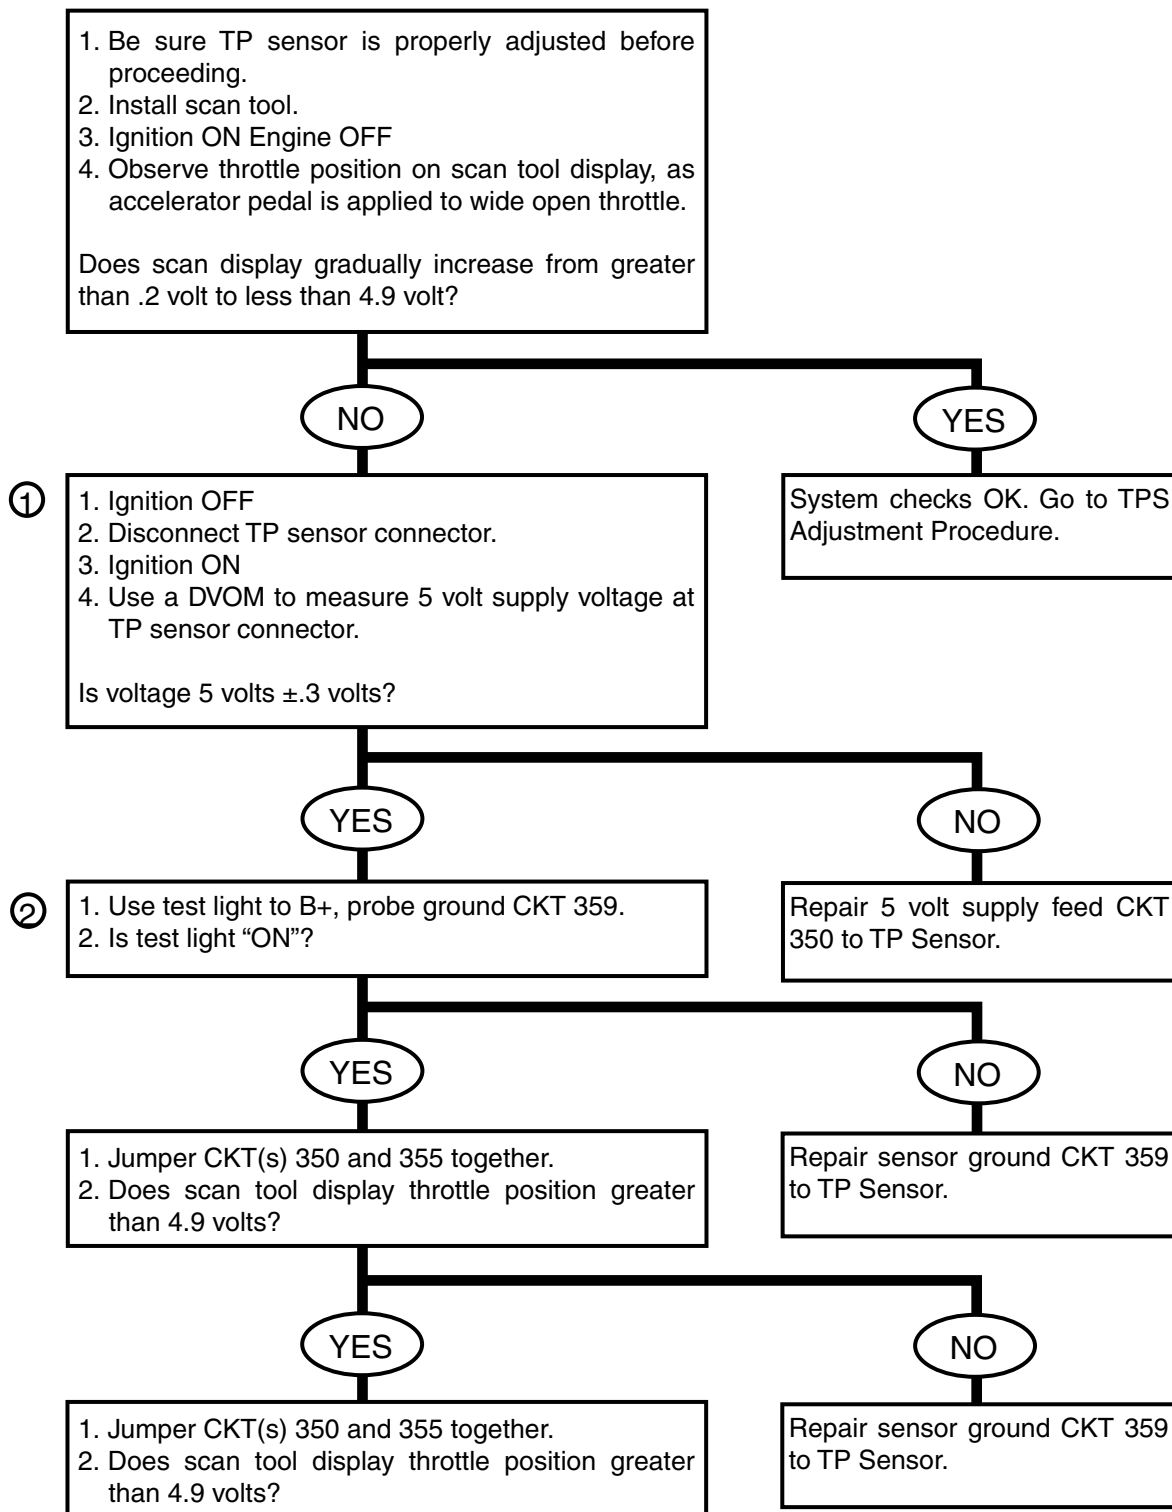 1. Be sure TP sensor is properly adjusted before
proceeding.
2. Install scan tool.
3. Ignition ON Engine OFF
4. Observe throttle position on scan tool display, as
accelerator pedal is applied to wide open throttle.
Does scan display gradually increase from greater
than .2 volt to less than 4.9 volt?
NO
YES
1
1. Ignition OFF
2. Disconnect TP sensor connector.
3. Ignition ON
4. Use a DVOM to measure 5 volt supply voltage at
TP sensor connector.
Is voltage 5 volts ±.3 volts?
System checks OK. Go to TPS
Adjustment Procedure.
YES
NO
2
1. Use test light to B+, probe ground CKT 359.
2. Is test light “ON”?
Repair 5 volt supply feed CKT
350 to TP Sensor.
YES
NO
1. Jumper CKT(s) 350 and 355 together.
2. Does scan tool display throttle position greater
than 4.9 volts?
Repair sensor ground CKT 359
to TP Sensor.
YES
NO
1. Jumper CKT(s) 350 and 355 together.
2. Does scan tool display throttle position greater
than 4.9 volts?
Repair sensor ground CKT 359
to TP Sensor.